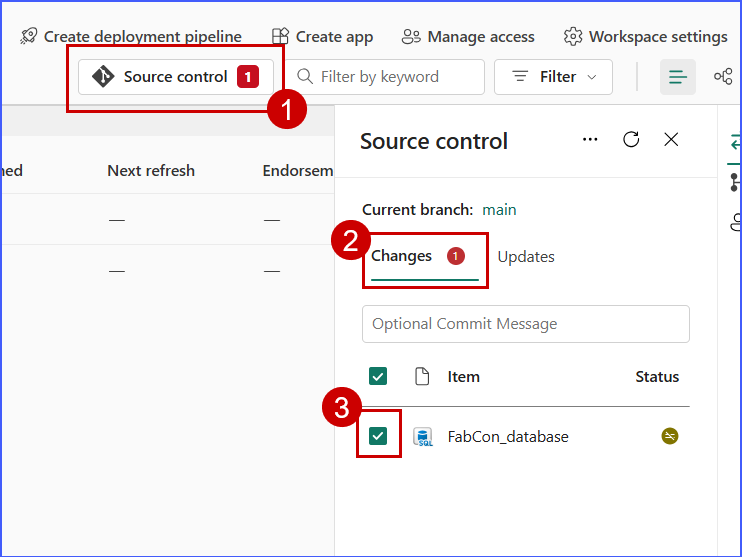 Create deployment pipeline Create app Manage access Workspace settings
Source control 1 Filter by keyword Filter
1
Source control
ned Next refresh Endorsem
Current branch: main
2
Changes 1 Updates
Optional Commit Message
Item Status
3
SQL FabCon_database